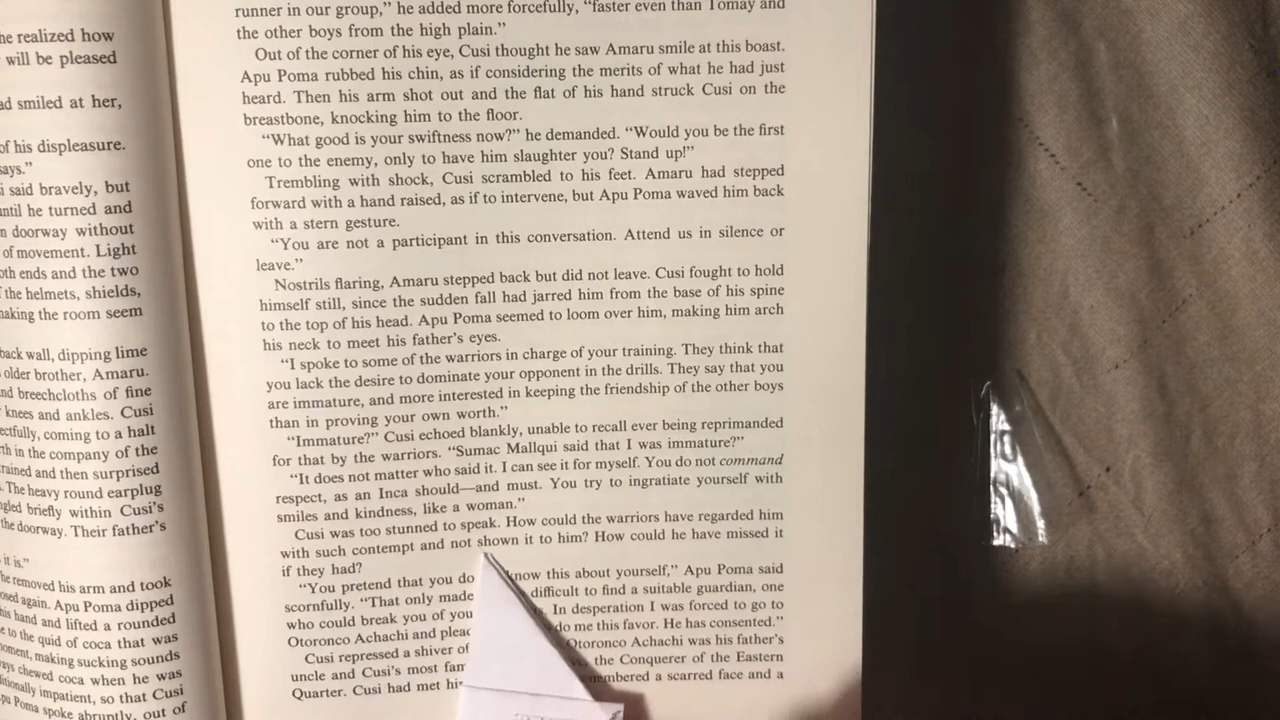 he realized how
will be pleased
ad smiled at her,
of his displeasure.
says.”
i said bravely, but
until he turned and
n doorway without
of movement. Light
oth ends and the two
f the helmets, shields,
making the room seem
back wall, dipping lime
older brother, Amaru.
nd breechcloths of fine
knees and ankles. Cusi
ectfully, coming to a halt
rth in the company of the
trained and then surprised
. The heavy round earplug
ngled briefly within Cusi’s
the doorway. Their father’s
it is.”
he removed his arm and took
osed again. Apu Poma dipped
his hand and lifted a rounded
e to the quid of coca that was
moment, making sucking sounds
ays chewed coca when he was
ditionally impatient, so that Cusi
pu Poma spoke abruptly, out of
runner in our group,” he added more forcefully, “faster even than Tomay and
the other boys from the high plain.”
Out of the corner of his eye, Cusi thought he saw Amaru smile at this boast.
Apu Poma rubbed his chin, as if considering the merits of what he had just
heard. Then his arm shot out and the flat of his hand struck Cusi on the
breastbone, knocking him to the floor.
“What good is your swiftness now?” he demanded. “Would you be the first
one to the enemy, only to have him slaughter you? Stand up!”
Trembling with shock, Cusi scrambled to his feet. Amaru had stepped
forward with a hand raised, as if to intervene, but Apu Poma waved him back
with a stern gesture.
“You are not a participant in this conversation. Attend us in silence or
leave.”
Nostrils flaring, Amaru stepped back but did not leave. Cusi fought to hold
himself still, since the sudden fall had jarred him from the base of his spine
to the top of his head. Apu Poma seemed to loom over him, making him arch
his neck to meet his father’s eyes.
“I spoke to some of the warriors in charge of your training. They think that
you lack the desire to dominate your opponent in the drills. They say that you
are immature, and more interested in keeping the friendship of the other boys
than in proving your own worth.”
“Immature?” Cusi echoed blankly, unable to recall ever being reprimanded
for that by the warriors. “Sumac Mallqui said that I was immature?”
“It does not matter who said it. I can see it for myself. You do not command
respect, as an Inca should—and must. You try to ingratiate yourself with
smiles and kindness, like a woman.”
Cusi was too stunned to speak. How could the warriors have regarded him
with such contempt and not shown it to him? How could he have missed it
if they had?
“You pretend that you do know this about yourself,” Apu Poma said
scornfully. “That only made difficult to find a suitable guardian, one
who could break you of you In desperation I was forced to go to
Otoronco Achachi and plead do me this favor. He has consented.”
Cusi repressed a shiver of Otoronco Achachi was his father’s
uncle and Cusi’s most fam the Conqueror of the Eastern
Quarter. Cusi had met hi membered a scarred face and a